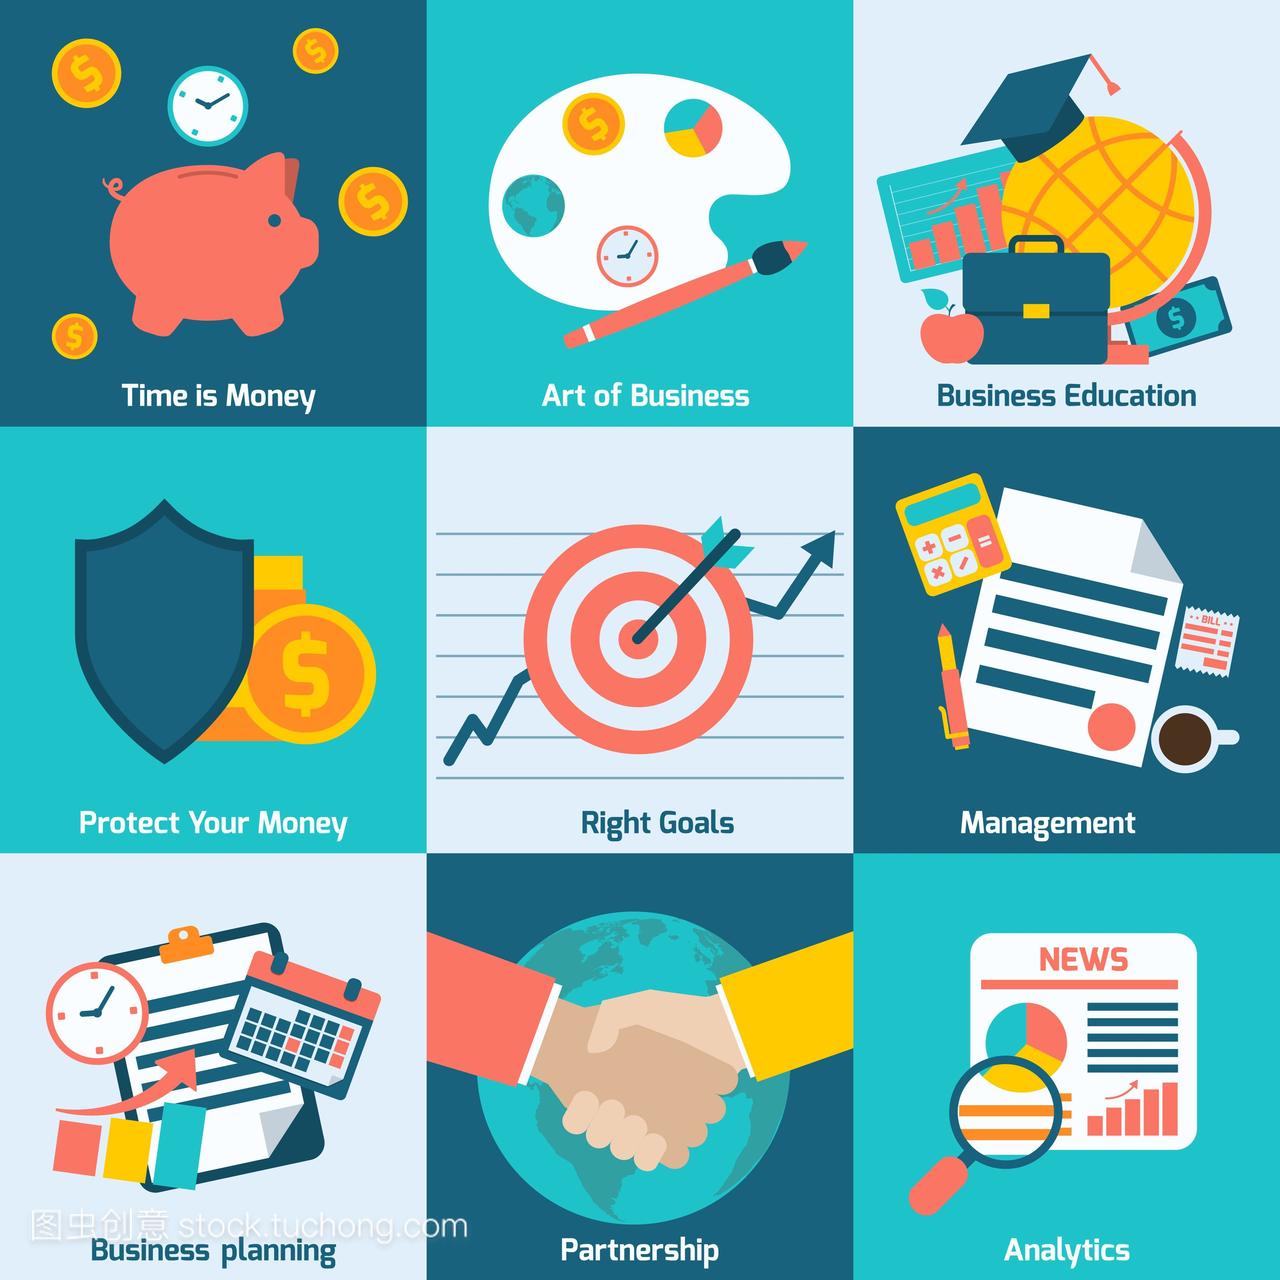 $
$
$
$
Time is Money
$
Art of Business
$
Business Education
$
Protect Your Money
Right Goals
+ - =
× /
BILL
Management
Business planning
Partnership
NEWS
Analytics
图虫创意 stock.tuchong.com